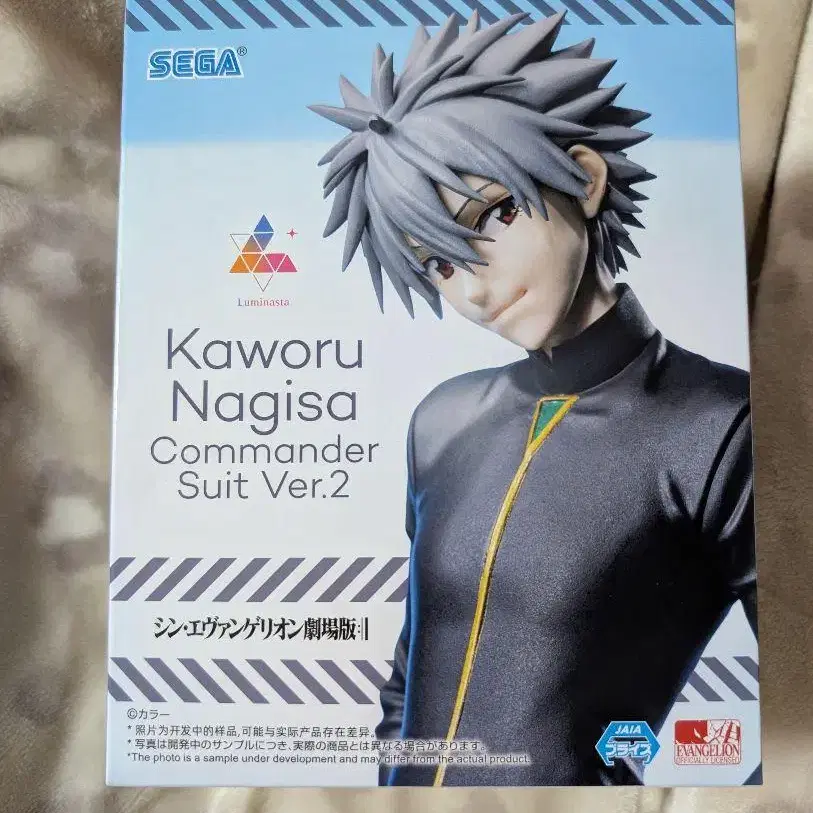 SEGA®
Luminasta
Kaworu
Nagisa
Commander
Suit Ver.2
シン・エヴァンゲリオン劇場版:||
©カラー
* 照片为开发中的样品,可能与实际产品存在差异。
* 写真は開発中のサンプルにつき、実際の商品とは異なる場合があります。
*The photo is a sample under development and may differ from the actual product.
JAIA
プライズ
EVANGELION
OFFICIALLY LICENSED